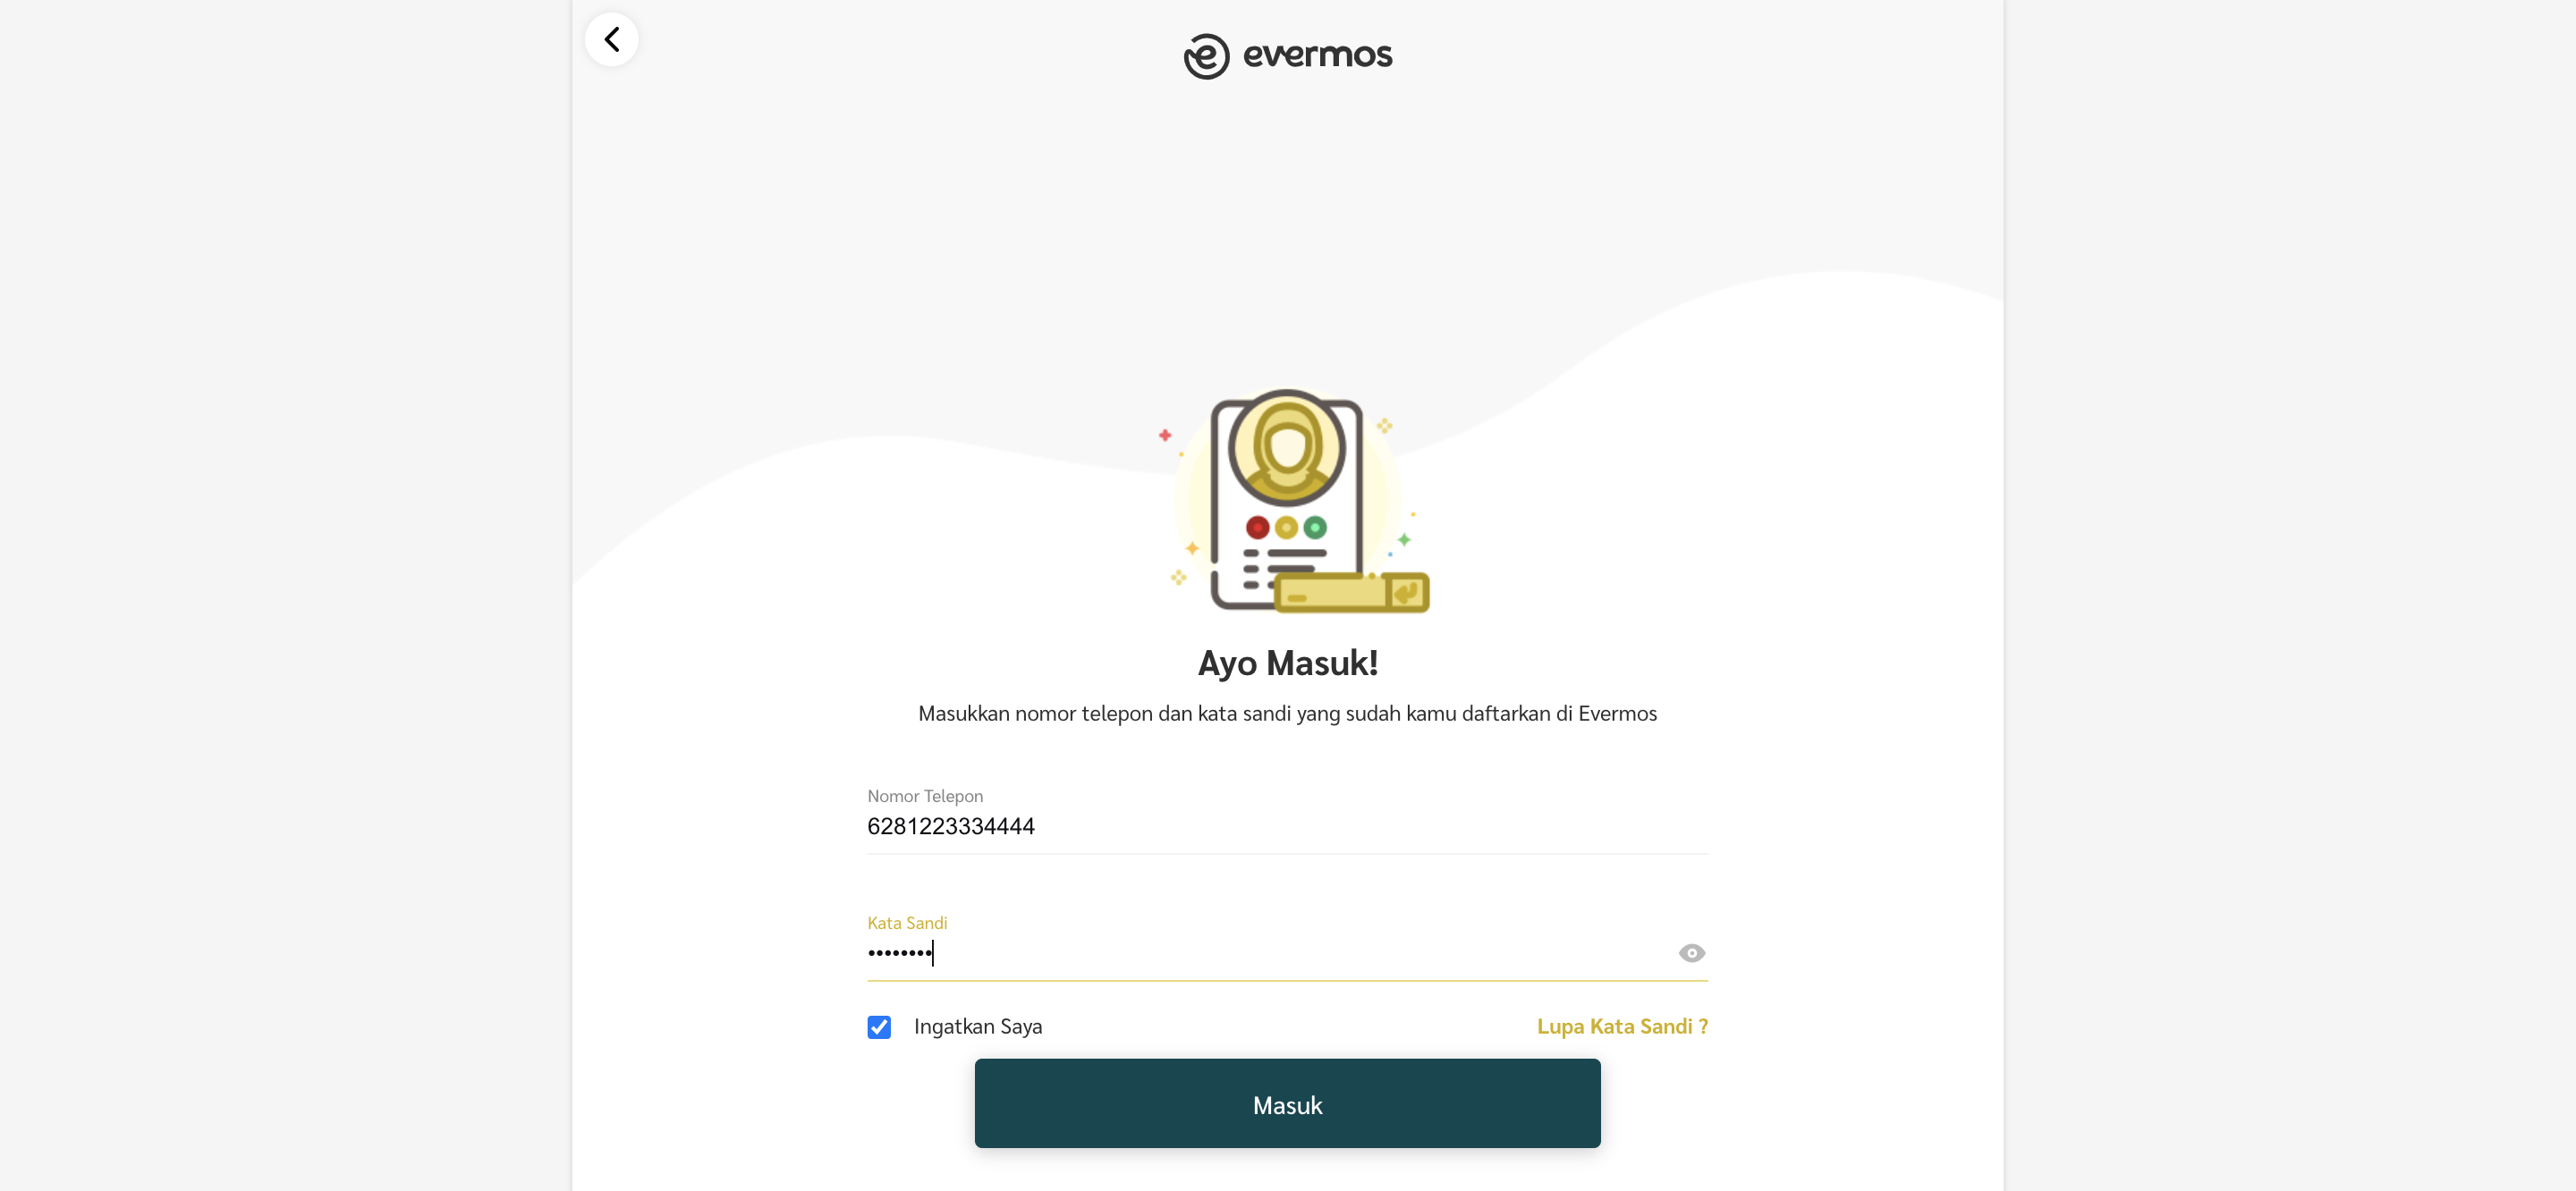 evermos
Ayo Masuk!
Masukkan nomor telepon dan kata sandi yang sudah kamu daftarkan di Evermos
Nomor Telepon
6281223334444
Kata Sandi
••••••••
Ingatkan Saya
Lupa Kata Sandi ?
Masuk